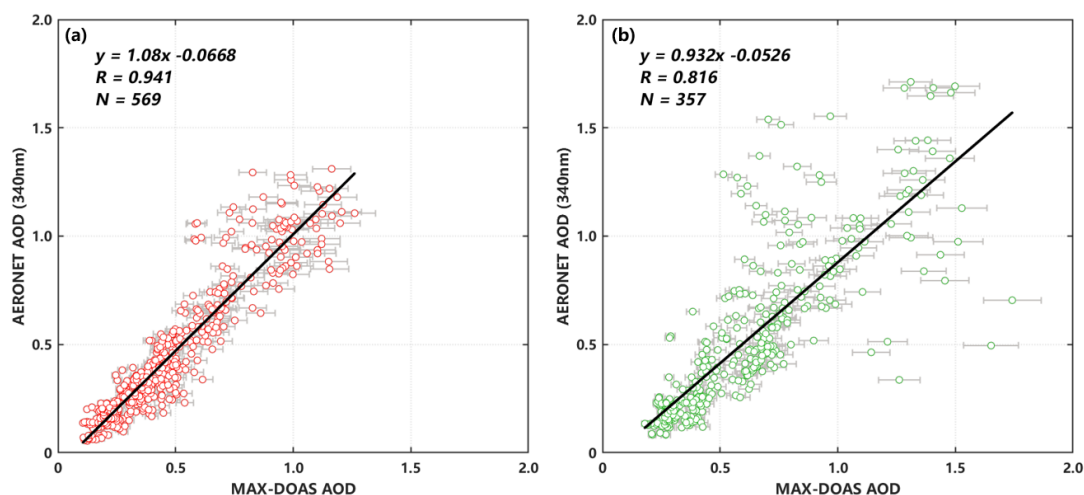 (a)
y = 1.08x -0.0668
R = 0.941
N = 569
2.0
1.5
1.0
0.5
0
AERONET AOD (340nm)
0
0.5
1.0
1.5
2.0
MAX-DOAS AOD
(b)
y = 0.932x -0.0526
R = 0.816
N = 357
2.0
1.5
1.0
0.5
0
AERONET AOD (340nm)
0
0.5
1.0
1.5
2.0
MAX-DOAS AOD